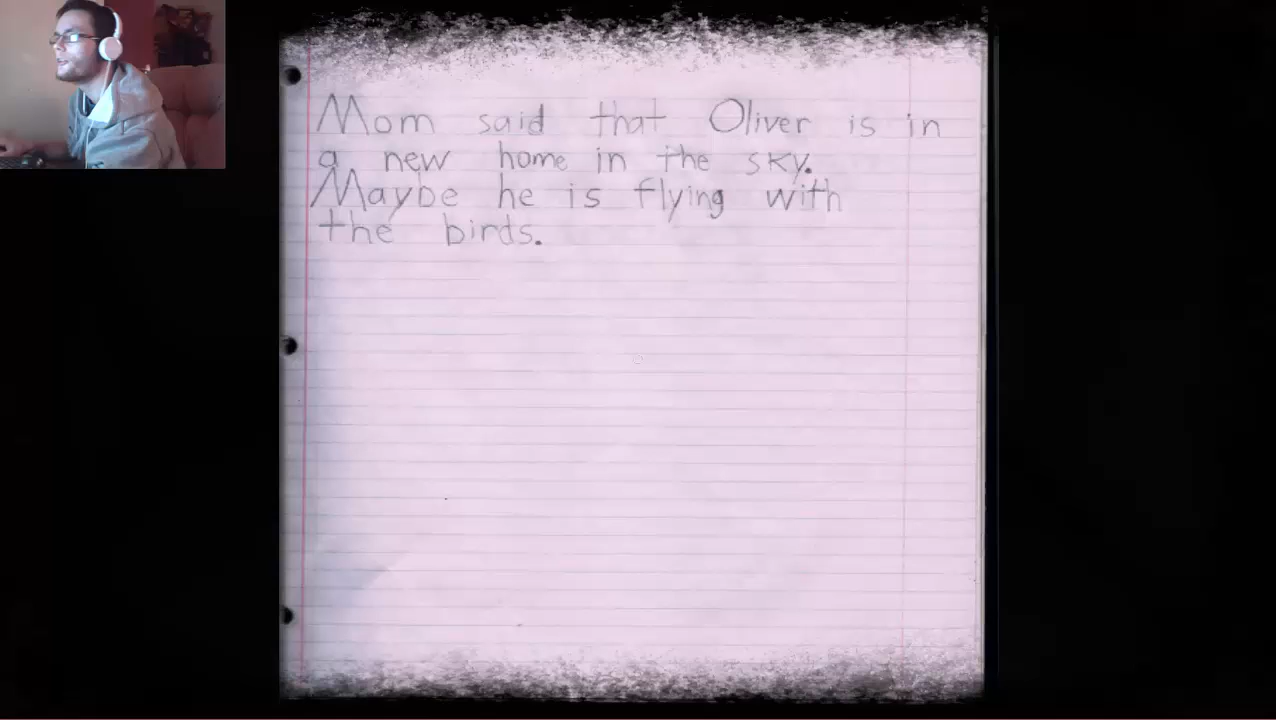 Mom said that Oliver is in
a new home in the sky.
Maybe he is flying with
the birds.